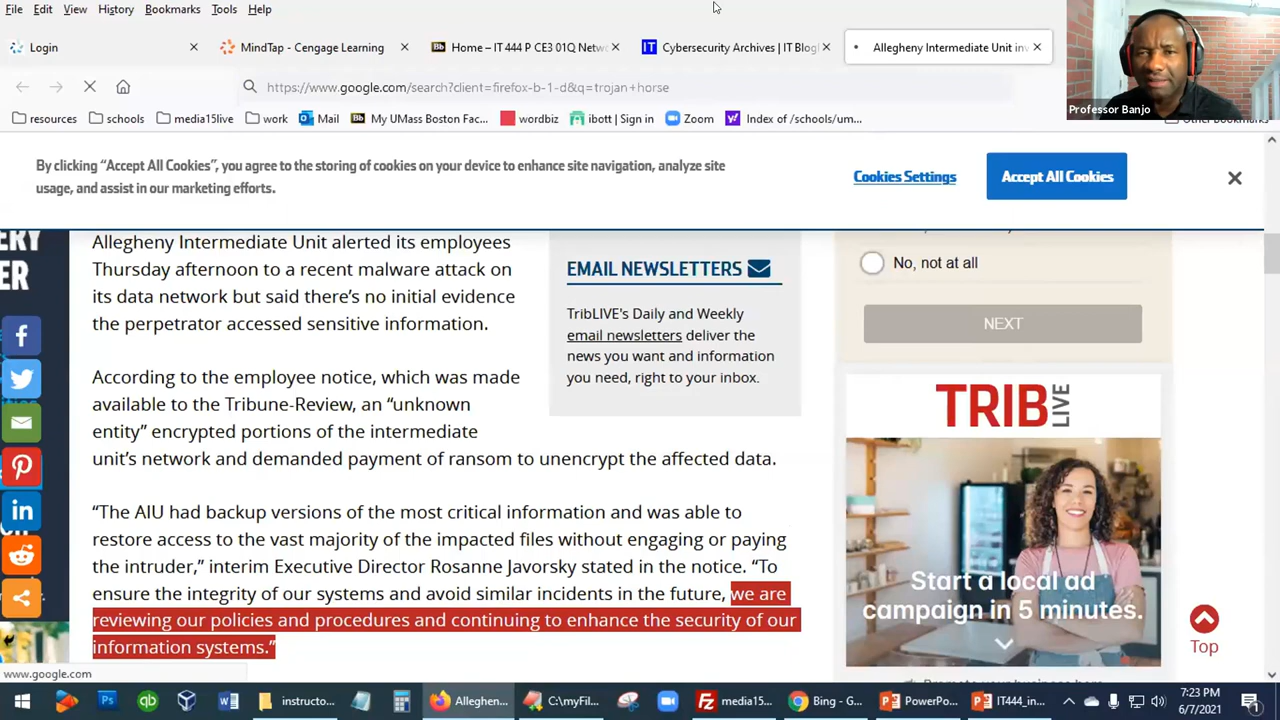 File Edit View History Bookmarks Tools Help
Login
MindTap - Cengage Learning
Bb Home – IT 444 P CE3 01Q Netw
IT Cybersecurity Archives | IT Blog
Allegheny Intermediate Unit inv
Professor Banjo
https://www.google.com/search?client=firefox-b-1-d&q=trojan+horse
resources schools media15live work Mail Bb My UMass Boston Fac... wordbiz ibott | Sign in Zoom Index of /schools/um... Other Bookmarks
By clicking “Accept All Cookies”, you agree to the storing of cookies on your device to enhance site navigation, analyze site
usage, and assist in our marketing efforts.
Cookies Settings
Accept All Cookies
Allegheny Intermediate Unit alerted its employees
Thursday afternoon to a recent malware attack on
its data network but said there’s no initial evidence
the perpetrator accessed sensitive information.
According to the employee notice, which was made
available to the Tribune-Review, an “unknown
entity” encrypted portions of the intermediate
unit’s network and demanded payment of ransom to unencrypt the affected data.
“The AIU had backup versions of the most critical information and was able to
restore access to the vast majority of the impacted files without engaging or paying
the intruder,” interim Executive Director Rosanne Javorsky stated in the notice. “To
ensure the integrity of our systems and avoid similar incidents in the future, we are
reviewing our policies and procedures and continuing to enhance the security of our
information systems.”
EMAIL NEWSLETTERS
TribLIVE's Daily and Weekly
email newsletters deliver the
news you want and information
you need, right to your inbox.
No, not at all
NEXT
TRIB LIVE
Start a local ad
campaign in 5 minutes.
Top
www.google.com
instructo...
Alleghen...
C:\myFil...
media15...
Bing - G...
PowerPo...
IT444_in...
7:23 PM
6/7/2021